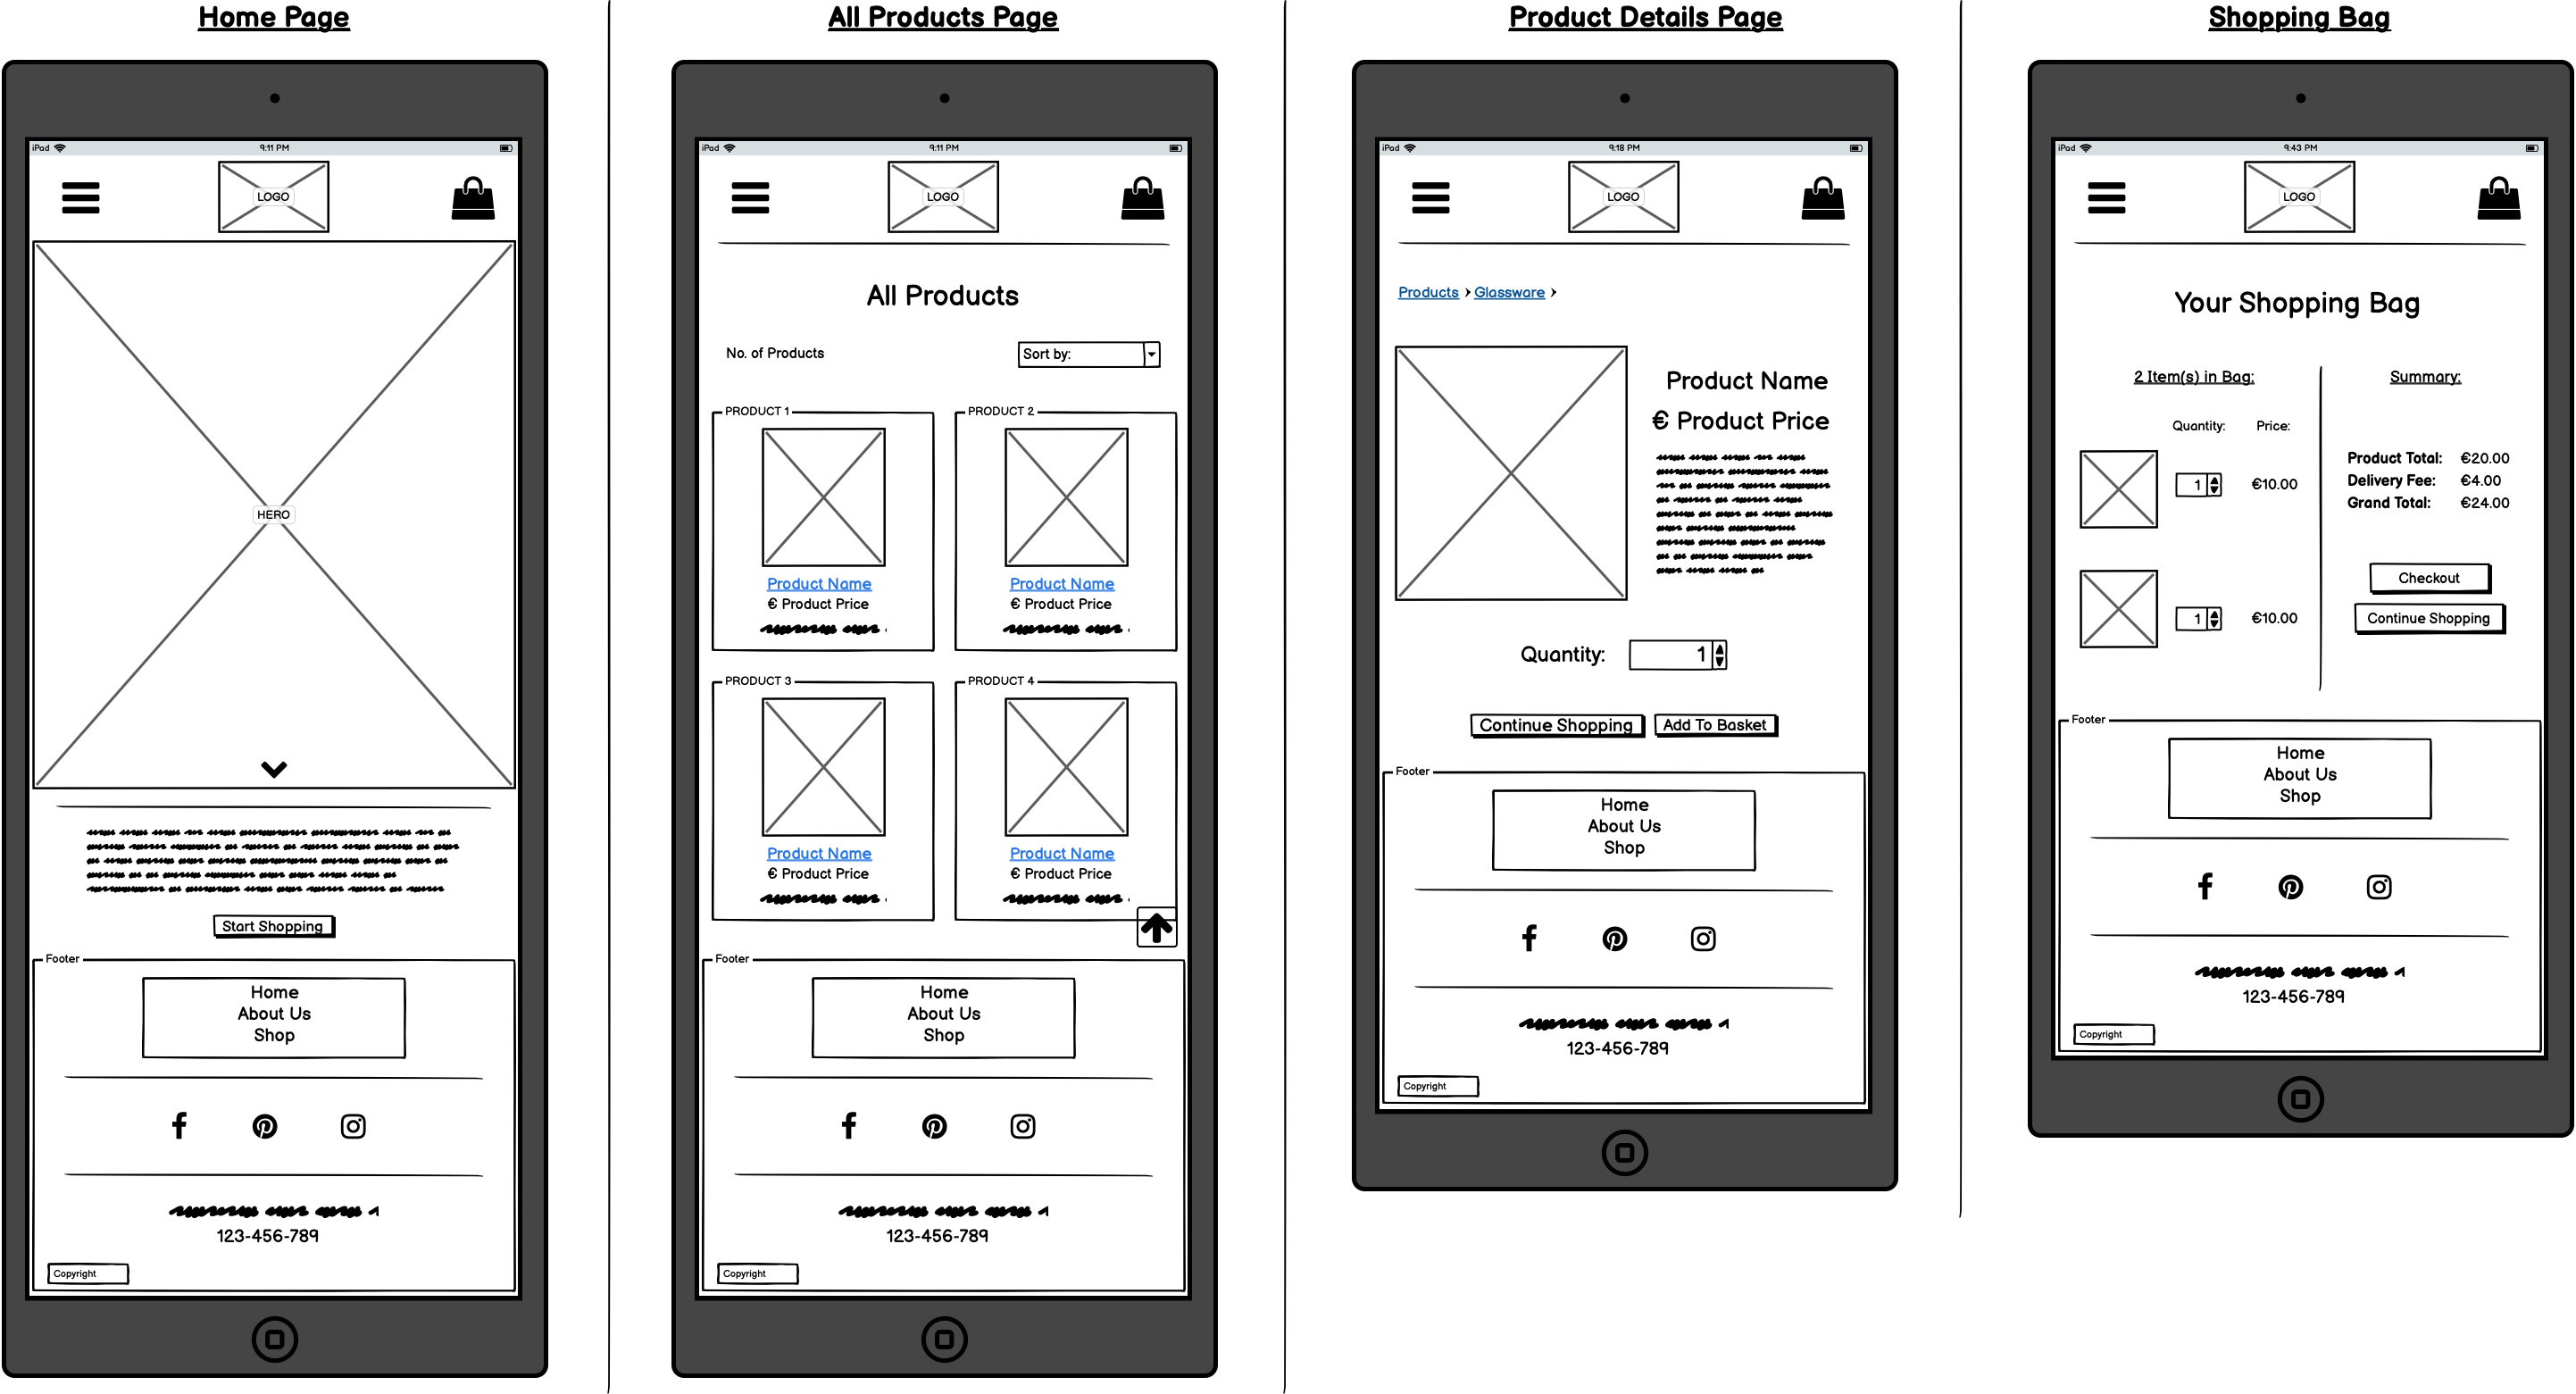 Home Page
iPad
9:11 PM
LOGO
HERO
Start Shopping
Footer
Home
About Us
Shop
123-456-789
Copyright
All Products Page
iPad
9:11 PM
LOGO
All Products
No. of Products
Sort by:
PRODUCT 1
Product Name
€ Product Price
PRODUCT 2
Product Name
€ Product Price
PRODUCT 3
Product Name
€ Product Price
PRODUCT 4
Product Name
€ Product Price
Footer
Home
About Us
Shop
123-456-789
Copyright
Product Details Page
iPad
9:18 PM
LOGO
Products Glassware
Product Name
€ Product Price
Quantity: 1
Continue Shopping
Add To Basket
Footer
Home
About Us
Shop
123-456-789
Copyright
Shopping Bag
iPad
9:43 PM
LOGO
Your Shopping Bag
2 Item(s) in Bag:
Quantity: Price:
1 €10.00
1 €10.00
Summary:
Product Total: €20.00
Delivery Fee: €4.00
Grand Total: €24.00
Checkout
Continue Shopping
Footer
Home
About Us
Shop
123-456-789
Copyright